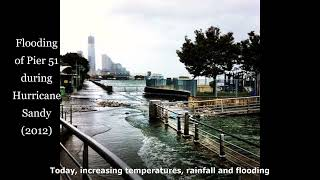 Flooding
of Pier 51
during
Hurricane
Sandy
(2012)
Today, increasing temperatures, rainfall and flooding